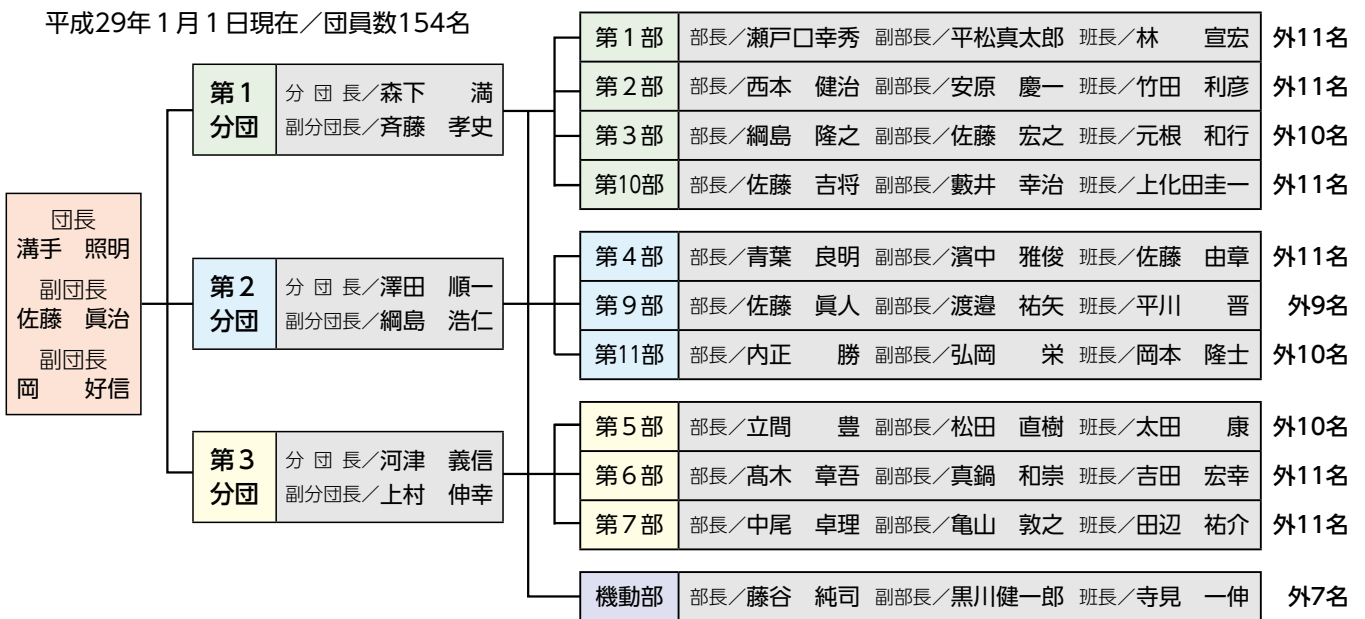 平成29年1月1日現在／団員数154名
団長
溝手　照明
副団長
佐藤　眞治
副団長
岡　好信
第1
分団
分団長／森下　満
副分団長／斉藤　孝史
第2
分団
分団長／澤田　順一
副分団長／綱島　浩仁
第3
分団
分団長／河津　義信
副分団長／上村　伸幸
第1部 部長／瀬戸口幸秀 副部長／平松真太郎 班長／林　宣宏 外11名
第2部 部長／西本　健治 副部長／安原　慶一 班長／竹田　利彦 外11名
第3部 部長／綱島　隆之 副部長／佐藤　宏之 班長／元根　和行 外10名
第10部 部長／佐藤　吉将 副部長／藪井　幸治 班長／上化田圭一 外11名
第4部 部長／青葉　良明 副部長／濱中　雅俊 班長／佐藤　由章 外11名
第9部 部長／佐藤　眞人 副部長／渡邉　祐矢 班長／平川　晋 外9名
第11部 部長／内正　勝 副部長／弘岡　栄 班長／岡本　隆士 外10名
第5部 部長／立間　豊 副部長／松田　直樹 班長／太田　康 外10名
第6部 部長／髙木　章吾 副部長／真鍋　和崇 班長／吉田　宏幸 外11名
第7部 部長／中尾　卓理 副部長／亀山　敦之 班長／田辺　祐介 外11名
機動部 部長／藤谷　純司 副部長／黒川健一郎 班長／寺見　一伸 外7名